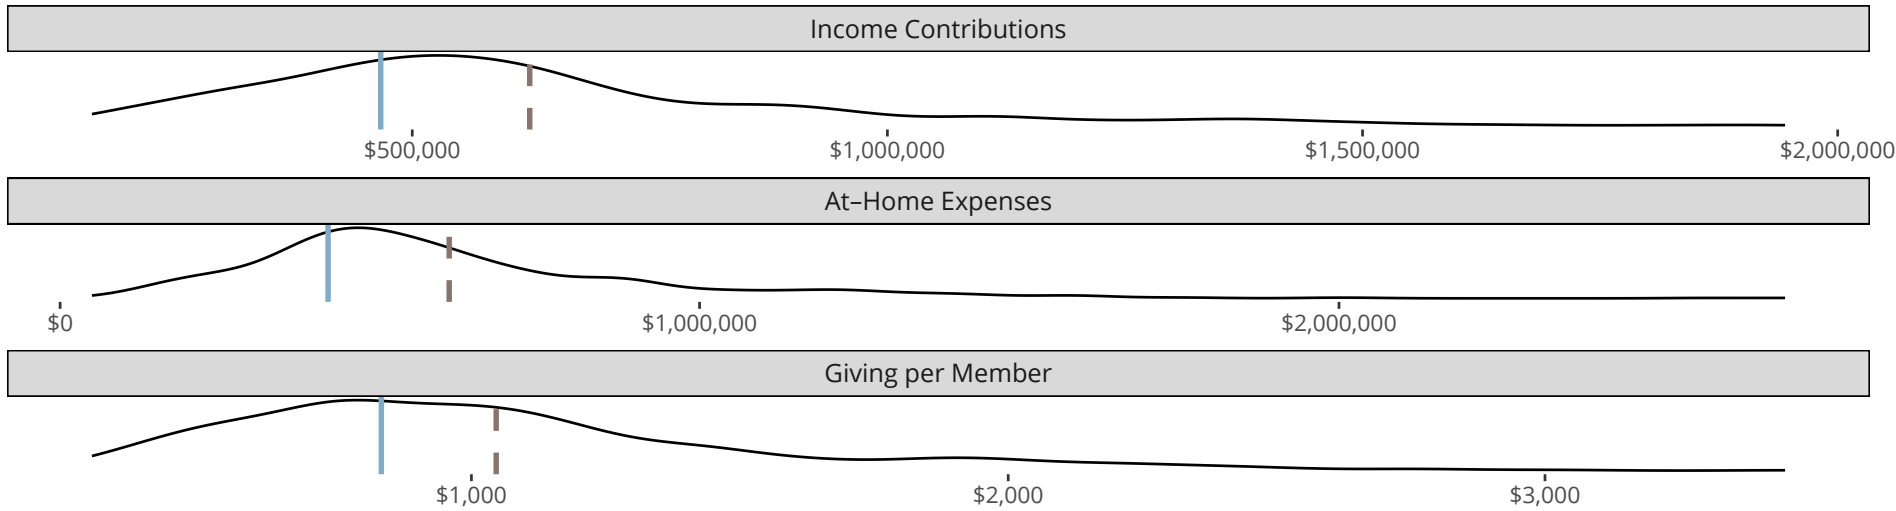 Income Contributions
$500,000 $1,000,000 $1,500,000 $2,000,000
At–Home Expenses
$0 $1,000,000 $2,000,000
Giving per Member
$1,000 $2,000 $3,000